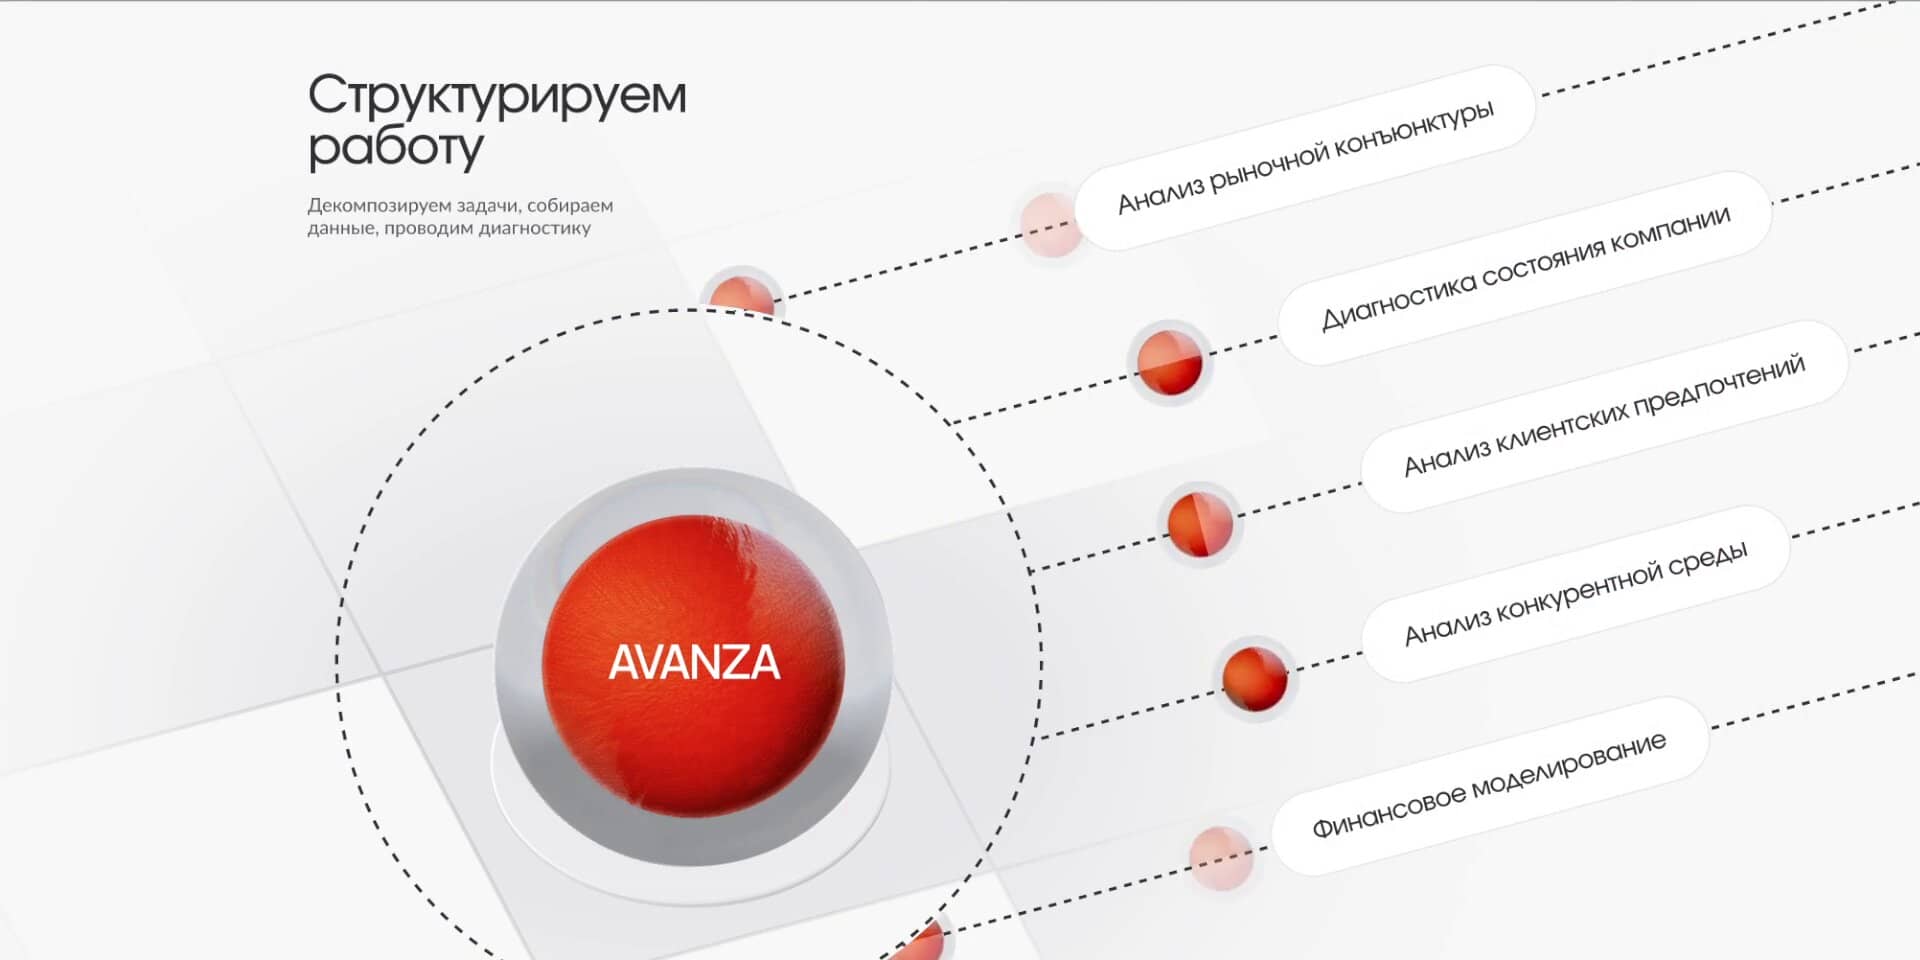 Структурируем
работу
Декомпозируем задачи, собираем
данные, проводим диагностику
Анализ рыночной конъюнктуры
Диагностика состояния компании
Анализ клиентских предпочтений
Анализ конкурентной среды
Финансовое моделирование
AVANZA